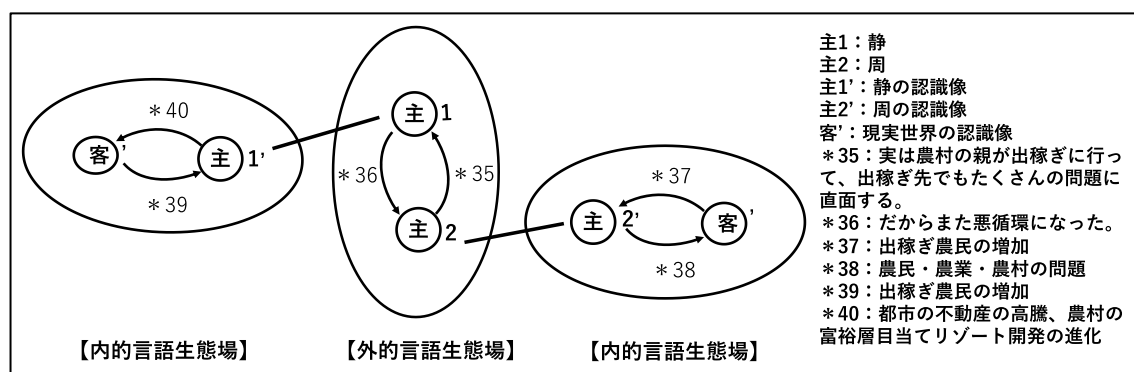 ＊40
客'
主1'
＊39
【内的言語生態場】
主1
＊36
＊35
主2
【外的言語生態場】
＊37
主2'
客'
＊38
【内的言語生態場】
主1：静
主2：周
主1'：静の認識像
主2'：周の認識像
客'：現実世界の認識像
＊35：実は農村の親が出稼ぎに行っ
て、出稼ぎ先でもたくさんの問題に
直面する。
＊36：だからまた悪循環になった。
＊37：出稼ぎ農民の増加
＊38：農民・農業・農村の問題
＊39：出稼ぎ農民の増加
＊40：都市の不動産の高騰、農村の
富裕層目当てリゾート開発の進化